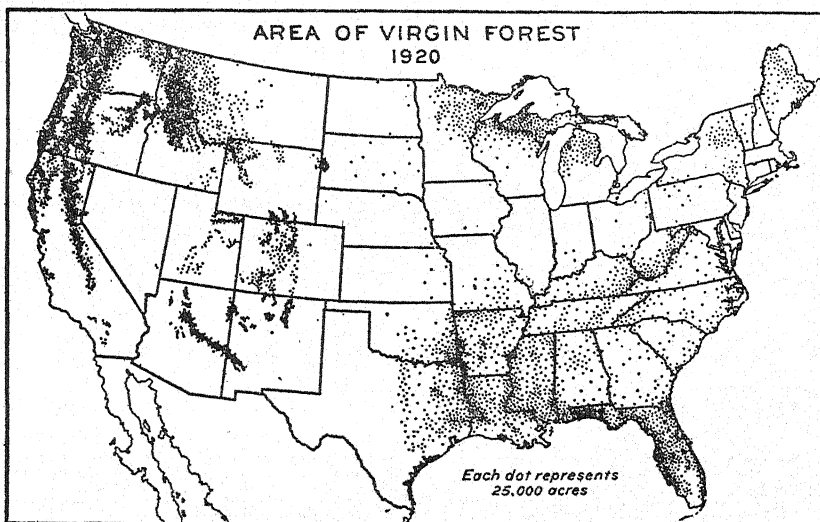 AREA OF VIRGIN FOREST
1920
Each dot represents
25,000 acres